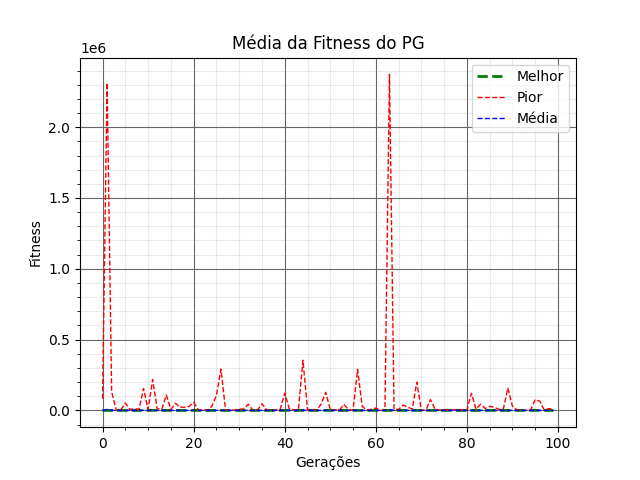 Média da Fitness do PG
1e6
Melhor
Pior
Média
2.0
1.5
1.0
0.5
0.0
Fitness
0 20 40 60 80 100
Gerações